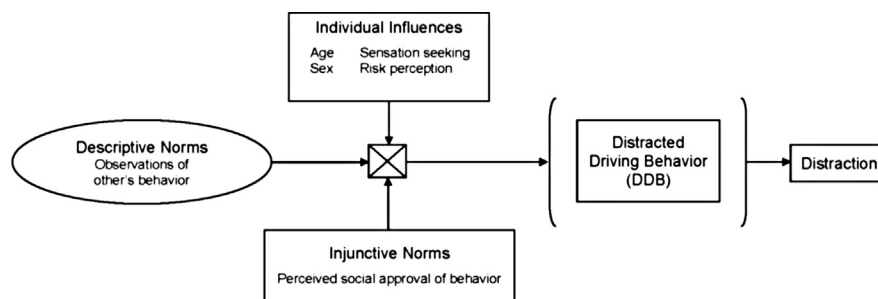 Individual Influences
Age Sensation seeking
Sex Risk perception
Descriptive Norms
Observations of
other's behavior
Distracted
Driving Behavior
(DDB)
Distraction
Injunctive Norms
Perceived social approval of behavior